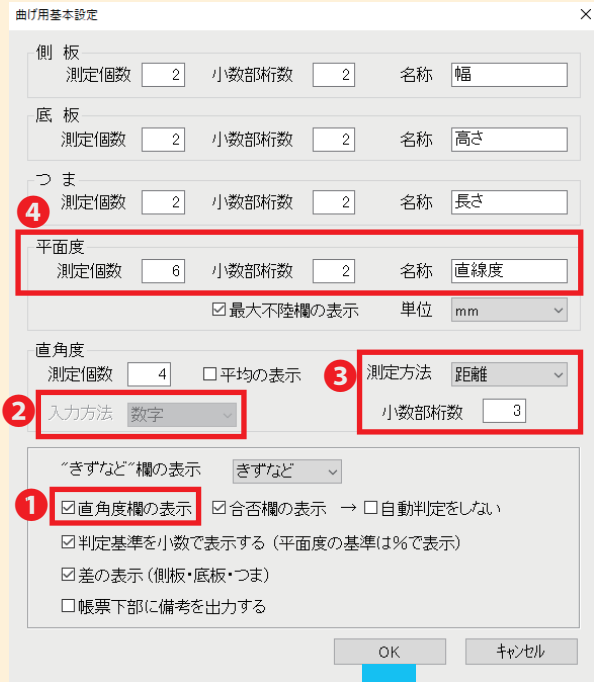 曲げ用基本設定
側 板
測定個数 2 小数部桁数 2 名称 幅
底 板
測定個数 2 小数部桁数 2 名称 高さ
つ ま
測定個数 2 小数部桁数 2 名称 長さ
4
平面度
測定個数 6 小数部桁数 2 名称 直線度
最大不陸欄の表示 単位 mm
直角度
測定個数 4 平均の表示 3 測定方法 距離
2 入力方法 数字 小数部桁数 3
"きずなど"欄の表示 きずなど
1 直角度欄の表示 合否欄の表示 → 自動判定をしない
判定基準を小数で表示する（平面度の基準は％で表示）
差の表示（側板・底板・つま）
帳票下部に備考を出力する
OK キャンセル